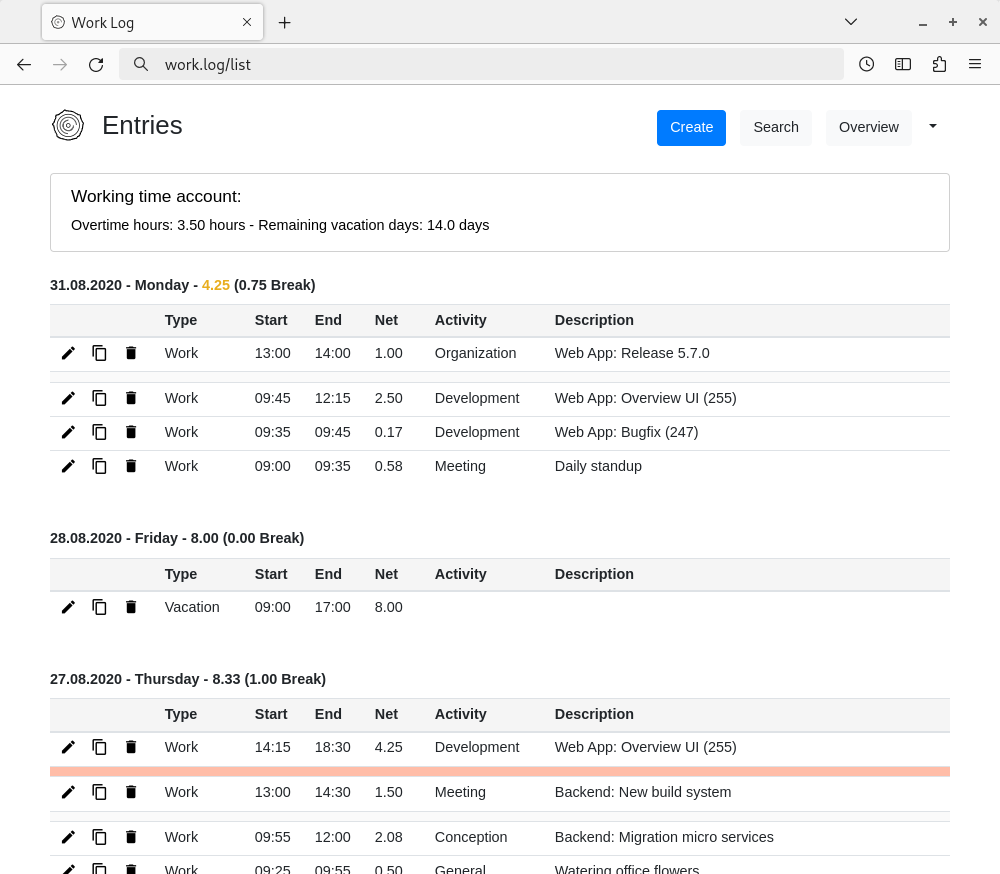 Work Log
work.log/list
Entries
Create Search Overview
Working time account:
Overtime hours: 3.50 hours - Remaining vacation days: 14.0 days
31.08.2020 - Monday - 4.25 (0.75 Break)
Type Start End Net Activity Description
Work 13:00 14:00 1.00 Organization Web App: Release 5.7.0
Work 09:45 12:15 2.50 Development Web App: Overview UI (255)
Work 09:35 09:45 0.17 Development Web App: Bugfix (247)
Work 09:00 09:35 0.58 Meeting Daily standup
28.08.2020 - Friday - 8.00 (0.00 Break)
Type Start End Net Activity Description
Vacation 09:00 17:00 8.00
27.08.2020 - Thursday - 8.33 (1.00 Break)
Type Start End Net Activity Description
Work 14:15 18:30 4.25 Development Web App: Overview UI (255)
Work 13:00 14:30 1.50 Meeting Backend: New build system
Work 09:55 12:00 2.08 Conception Backend: Migration micro services
Work 09:25 09:55 0.50 General Watering office flowers